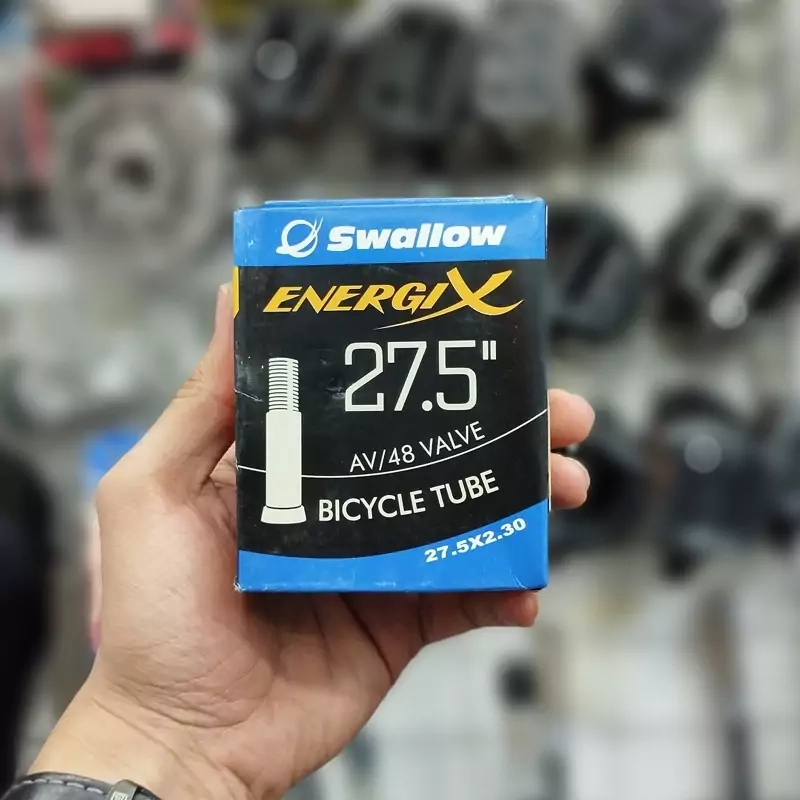 Swallow
ENERGIX
27.5"
AV/48 VALVE
BICYCLE TUBE
27.5X2.30